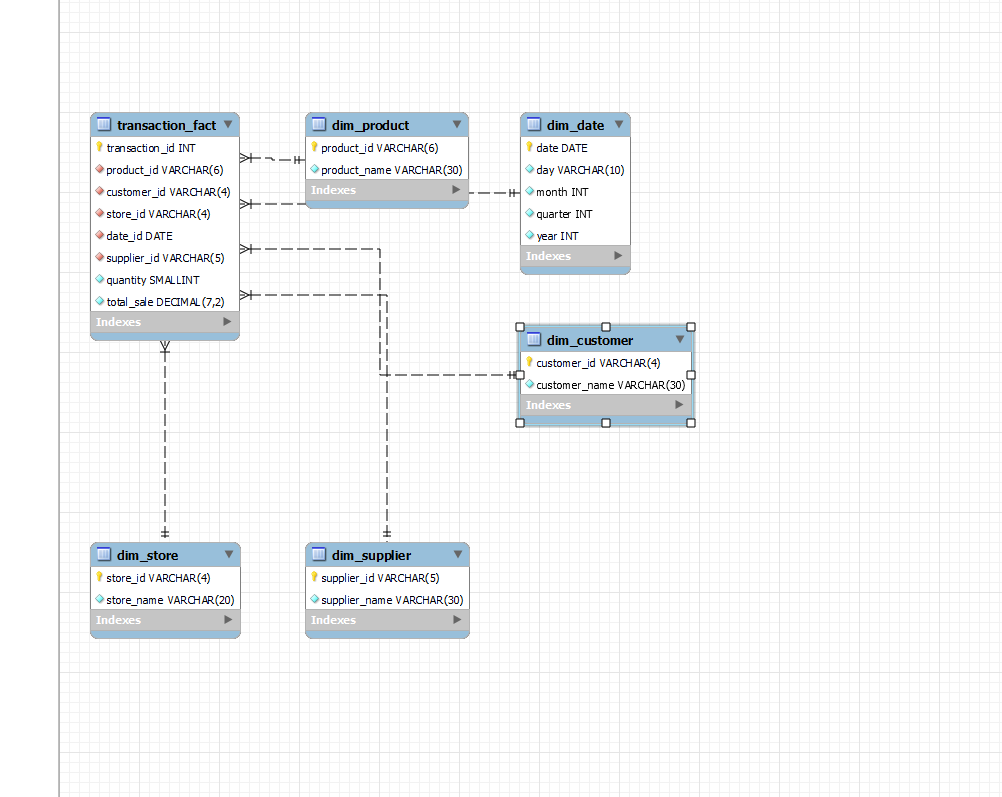 transaction_fact
transaction_id INT
product_id VARCHAR(6)
customer_id VARCHAR(4)
store_id VARCHAR(4)
date_id DATE
supplier_id VARCHAR(5)
quantity SMALLINT
total_sale DECIMAL(7,2)
Indexes
dim_product
product_id VARCHAR(6)
product_name VARCHAR(30)
Indexes
dim_date
date DATE
day VARCHAR(10)
month INT
quarter INT
year INT
Indexes
dim_customer
customer_id VARCHAR(4)
customer_name VARCHAR(30)
Indexes
dim_store
store_id VARCHAR(4)
store_name VARCHAR(20)
Indexes
dim_supplier
supplier_id VARCHAR(5)
supplier_name VARCHAR(30)
Indexes